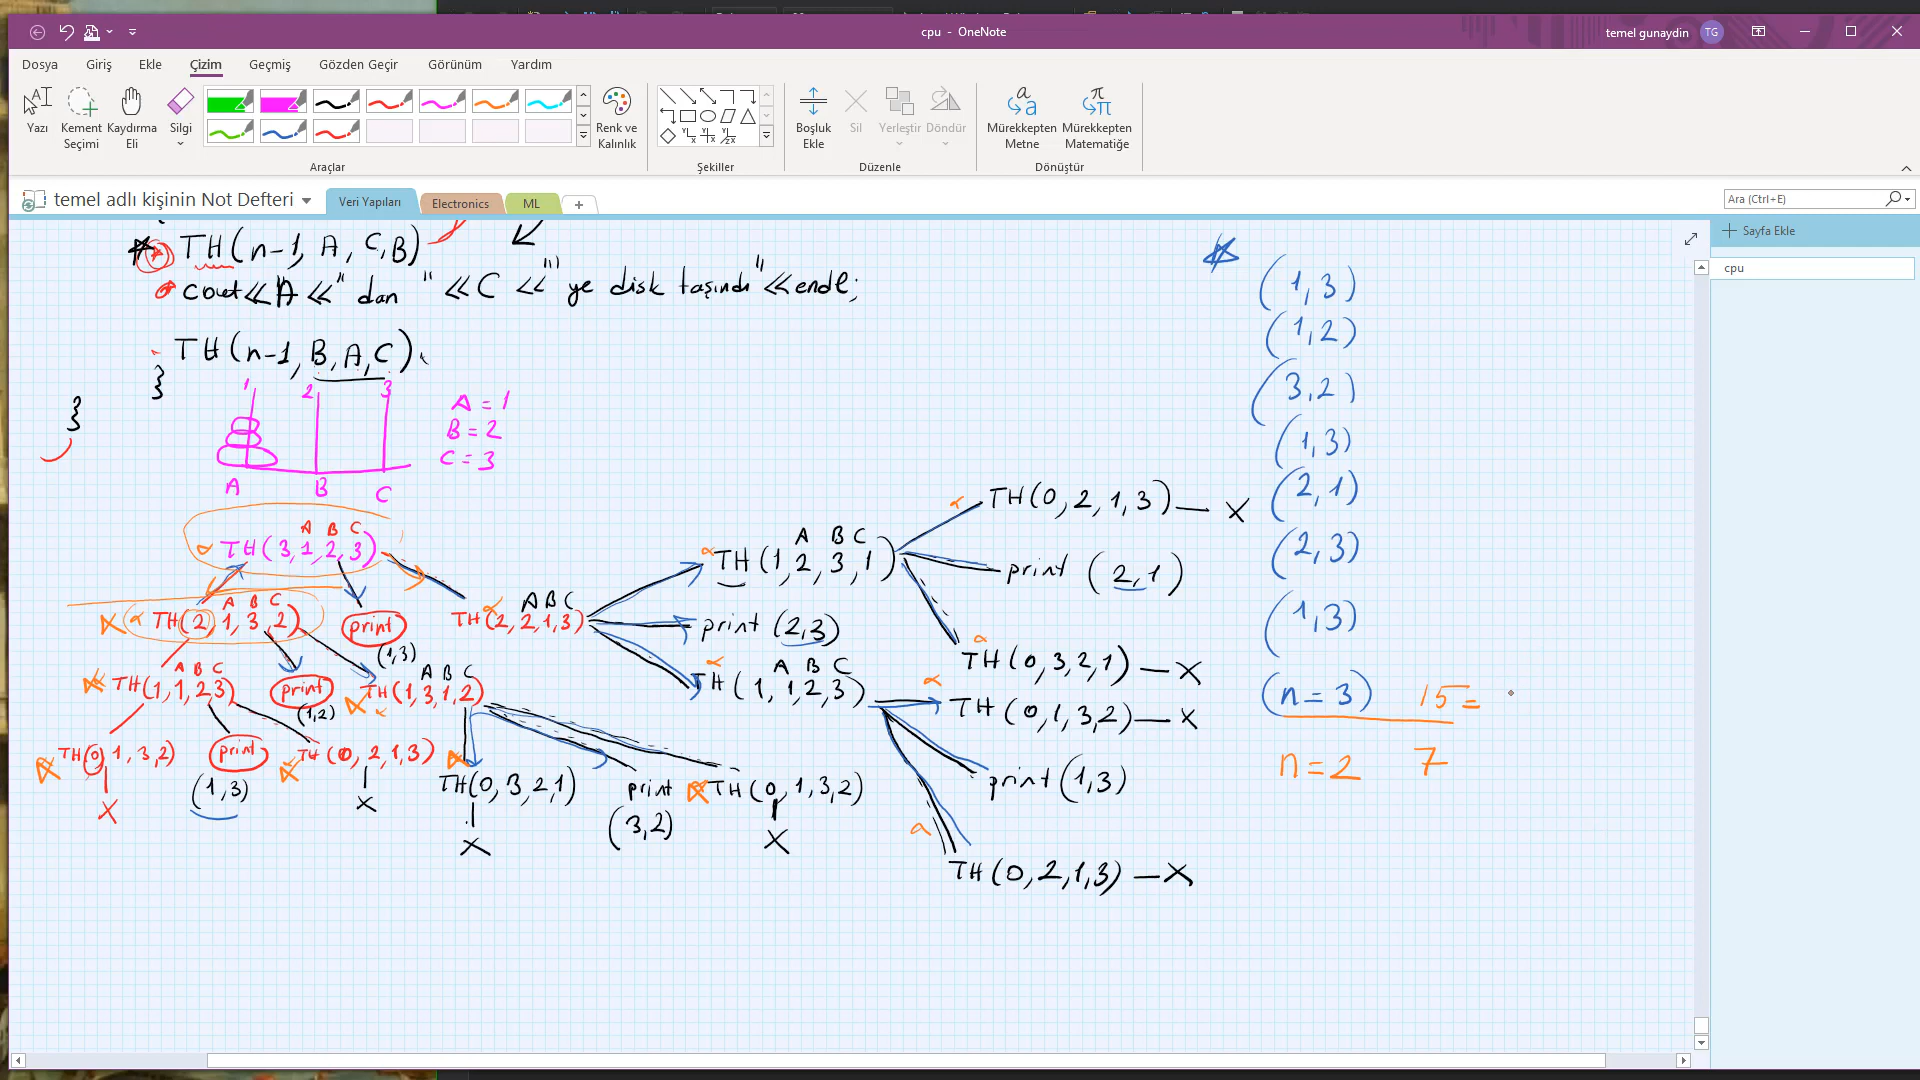 cpu - OneNote
temel gunaydin TG
Dosya Giriş Ekle Çizim Geçmiş Gözden Geçir Görünüm Yardım
Yazı
Kement Seçimi
Kaydırma Eli
Silgi
Renk ve Kalınlık
Boşluk Ekle
Sil
Yerleştir
Döndür
Mürekkepten Metne
Mürekkepten Matematiğe
Araçlar Şekiller Düzenle Dönüştür
temel adlı kişinin Not Defteri Veri Yapıları Electronics ML
Ara (Ctrl+E)
Sayfa Ekle
cpu
TH(n-1, A, C, B)
cout<<A<<"dan"<<C<<"'ye disk taşındı"<<endl;
TH(n-1, B, A, C)
}
}
1 2 3
A = 1
B = 2
C = 3
A B C
A B C
α TH(3,1,2,3)
A B C
α TH(2,1,3,2)
print
(1,3)
A B C
TH(1,1,2,3)
print
(1,2)
A B C
TH(1,3,1,2)
α
TH(0,1,3,2)
X
print
(1,3)
TH(0,2,1,3)
X
TH(0,3,2,1)
X
print
(3,2)
TH(0,1,3,2)
X
A B C
α TH(2,2,1,3)
A B C
α TH(1,2,3,1)
print (2,3)
α A B C
TH(1,1,2,3)
α TH(0,2,1,3) — X
print (2,1)
α
TH(0,3,2,1) — X
α
TH(0,1,3,2) — X
print (1,3)
α
TH(0,2,1,3) — X
(1,3)
(1,2)
(3,2)
(1,3)
(2,1)
(2,3)
(1,3)
(n=3) 15=
n=2 7